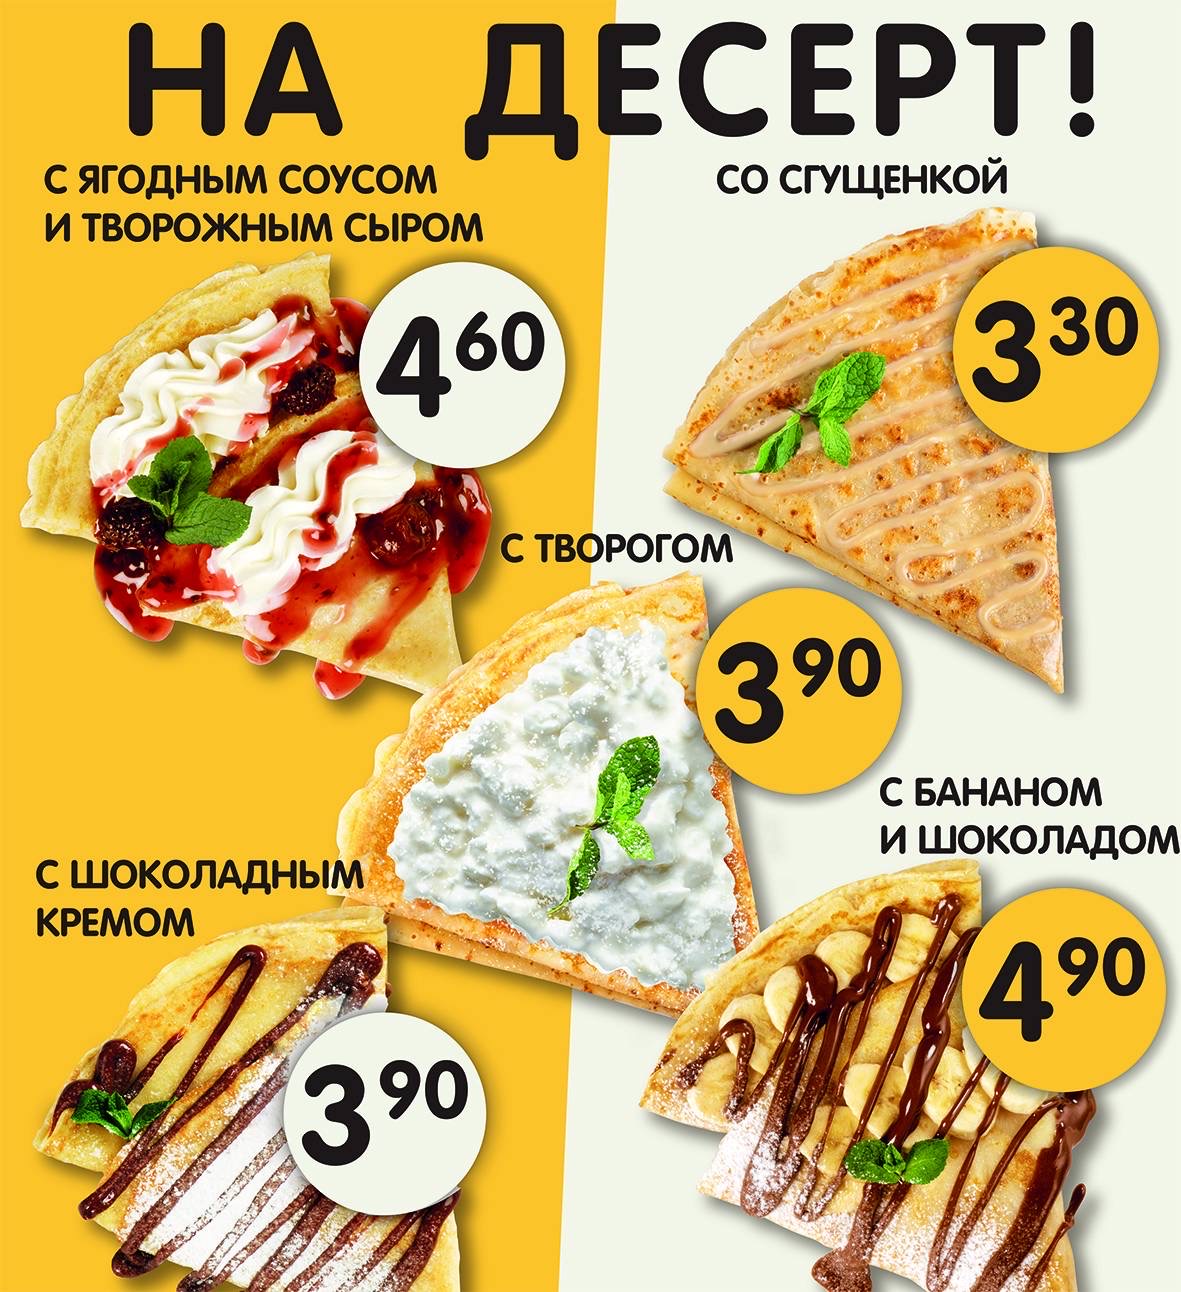 НА ДЕСЕРТ!
С ЯГОДНЫМ СОУСОМ
И ТВОРОЖНЫМ СЫРОМ
4 60
СО СГУЩЕНКОЙ
3 30
С ТВОРОГОМ
3 90
С БАНАНОМ
И ШОКОЛАДОМ
4 90
С ШОКОЛАДНЫМ
КРЕМОМ
3 90